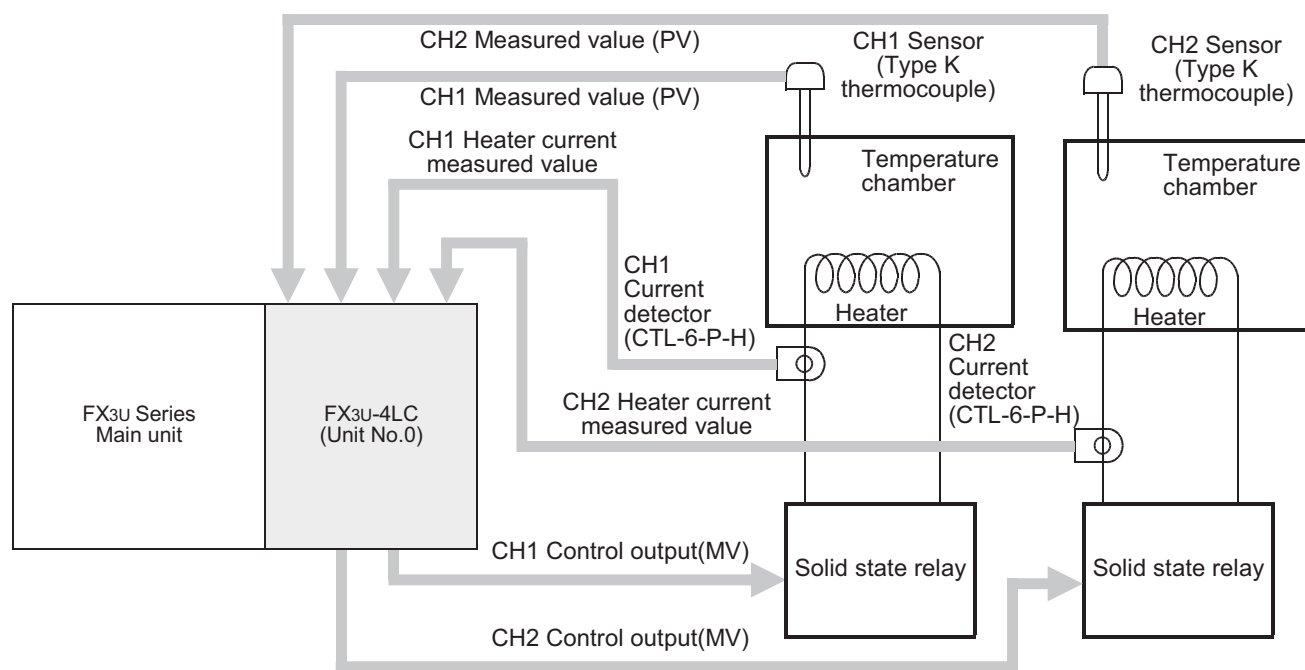 CH2 Measured value (PV)
CH1 Measured value (PV)
CH1 Heater current
measured value
CH1 Sensor
(Type K
thermocouple)
CH2 Sensor
(Type K
thermocouple)
Temperature
chamber
Temperature
chamber
CH1
Current
detector
(CTL-6-P-H)
Heater
Heater
CH2
Current
detector
(CTL-6-P-H)
CH2 Heater current
measured value
FX3U Series
Main unit
FX3U-4LC
(Unit No.0)
CH1 Control output(MV)
Solid state relay
Solid state relay
CH2 Control output(MV)